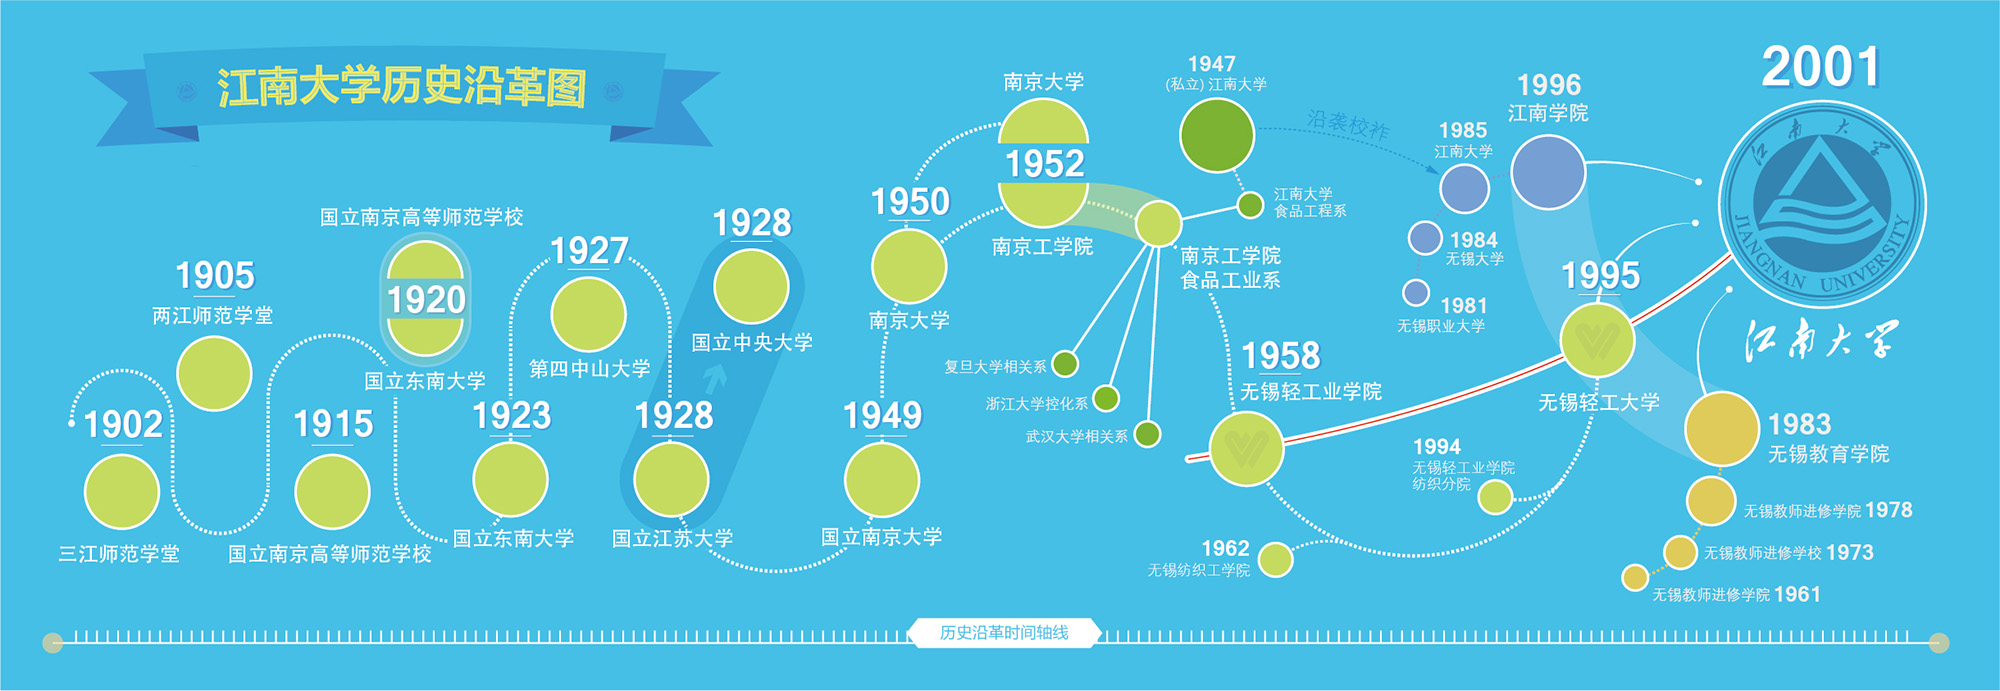 江南大学历史沿革图
1902
三江师范学堂
1905
两江师范学堂
1915
国立南京高等师范学校
国立南京高等师范学校
1920
国立东南大学
1923
国立东南大学
1927
第四中山大学
1928
国立江苏大学
1928
国立中央大学
1949
国立南京大学
1950
南京大学
南京大学
1952
南京工学院
1947
(私立) 江南大学
江南大学
食品工程系
南京工学院
食品工业系
复旦大学相关系
浙江大学控化系
武汉大学相关系
沿袭校祚
1958
无锡轻工业学院
1962
无锡纺织工学院
1994
无锡轻工业学院
纺织分院
1995
无锡轻工大学
1985
江南大学
1984
无锡大学
1981
无锡职业大学
1996
江南学院
2001
江南大学
JIANGNAN UNIVERSITY
江南大学
1983
无锡教育学院
无锡教师进修学院 1978
无锡教师进修学校 1973
无锡教师进修学院 1961
历史沿革时间轴线